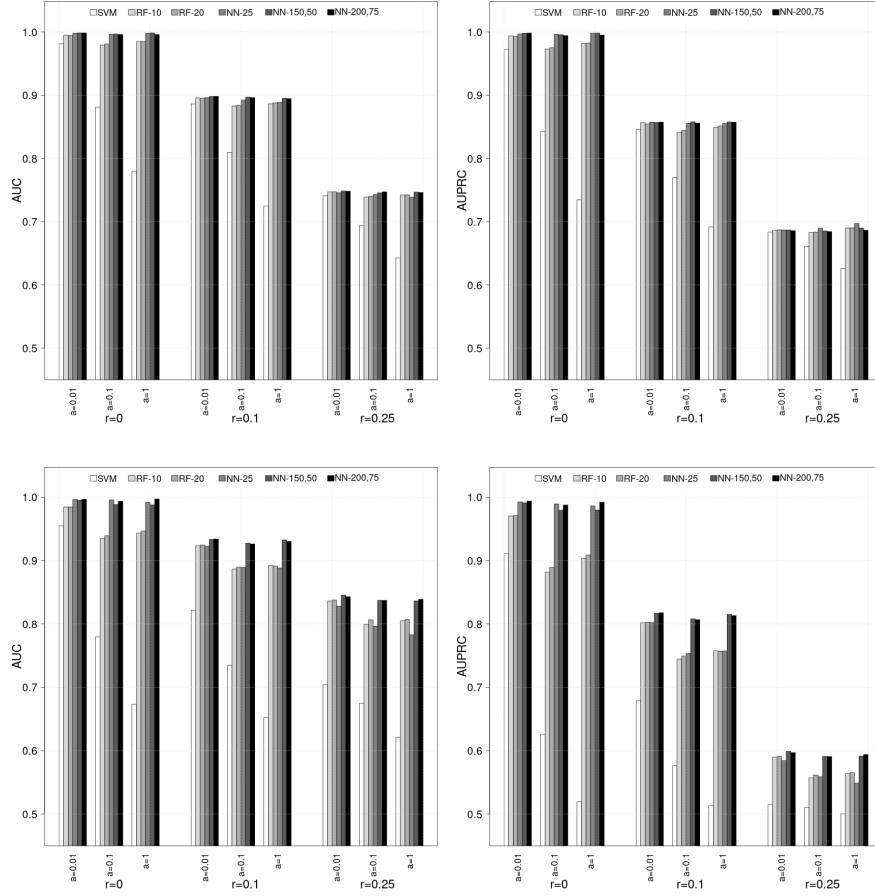 SVM RF-10 RF-20 NN-25 NN-150,50 NN-200,75
1.0
0.9
0.8
0.7
0.6
0.5
AUC
a=0.01 a=0.1 a=1 a=0.01 a=0.1 a=1 a=0.01 a=0.1 a=1
r=0 r=0.1 r=0.25
SVM RF-10 RF-20 NN-25 NN-150,50 NN-200,75
1.0
0.9
0.8
0.7
0.6
0.5
AUPRC
a=0.01 a=0.1 a=1 a=0.01 a=0.1 a=1 a=0.01 a=0.1 a=1
r=0 r=0.1 r=0.25
SVM RF-10 RF-20 NN-25 NN-150,50 NN-200,75
1.0
0.9
0.8
0.7
0.6
0.5
AUC
a=0.01 a=0.1 a=1 a=0.01 a=0.1 a=1 a=0.01 a=0.1 a=1
r=0 r=0.1 r=0.25
SVM RF-10 RF-20 NN-25 NN-150,50 NN-200,75
1.0
0.9
0.8
0.7
0.6
0.5
AUPRC
a=0.01 a=0.1 a=1 a=0.01 a=0.1 a=1 a=0.01 a=0.1 a=1
r=0 r=0.1 r=0.25